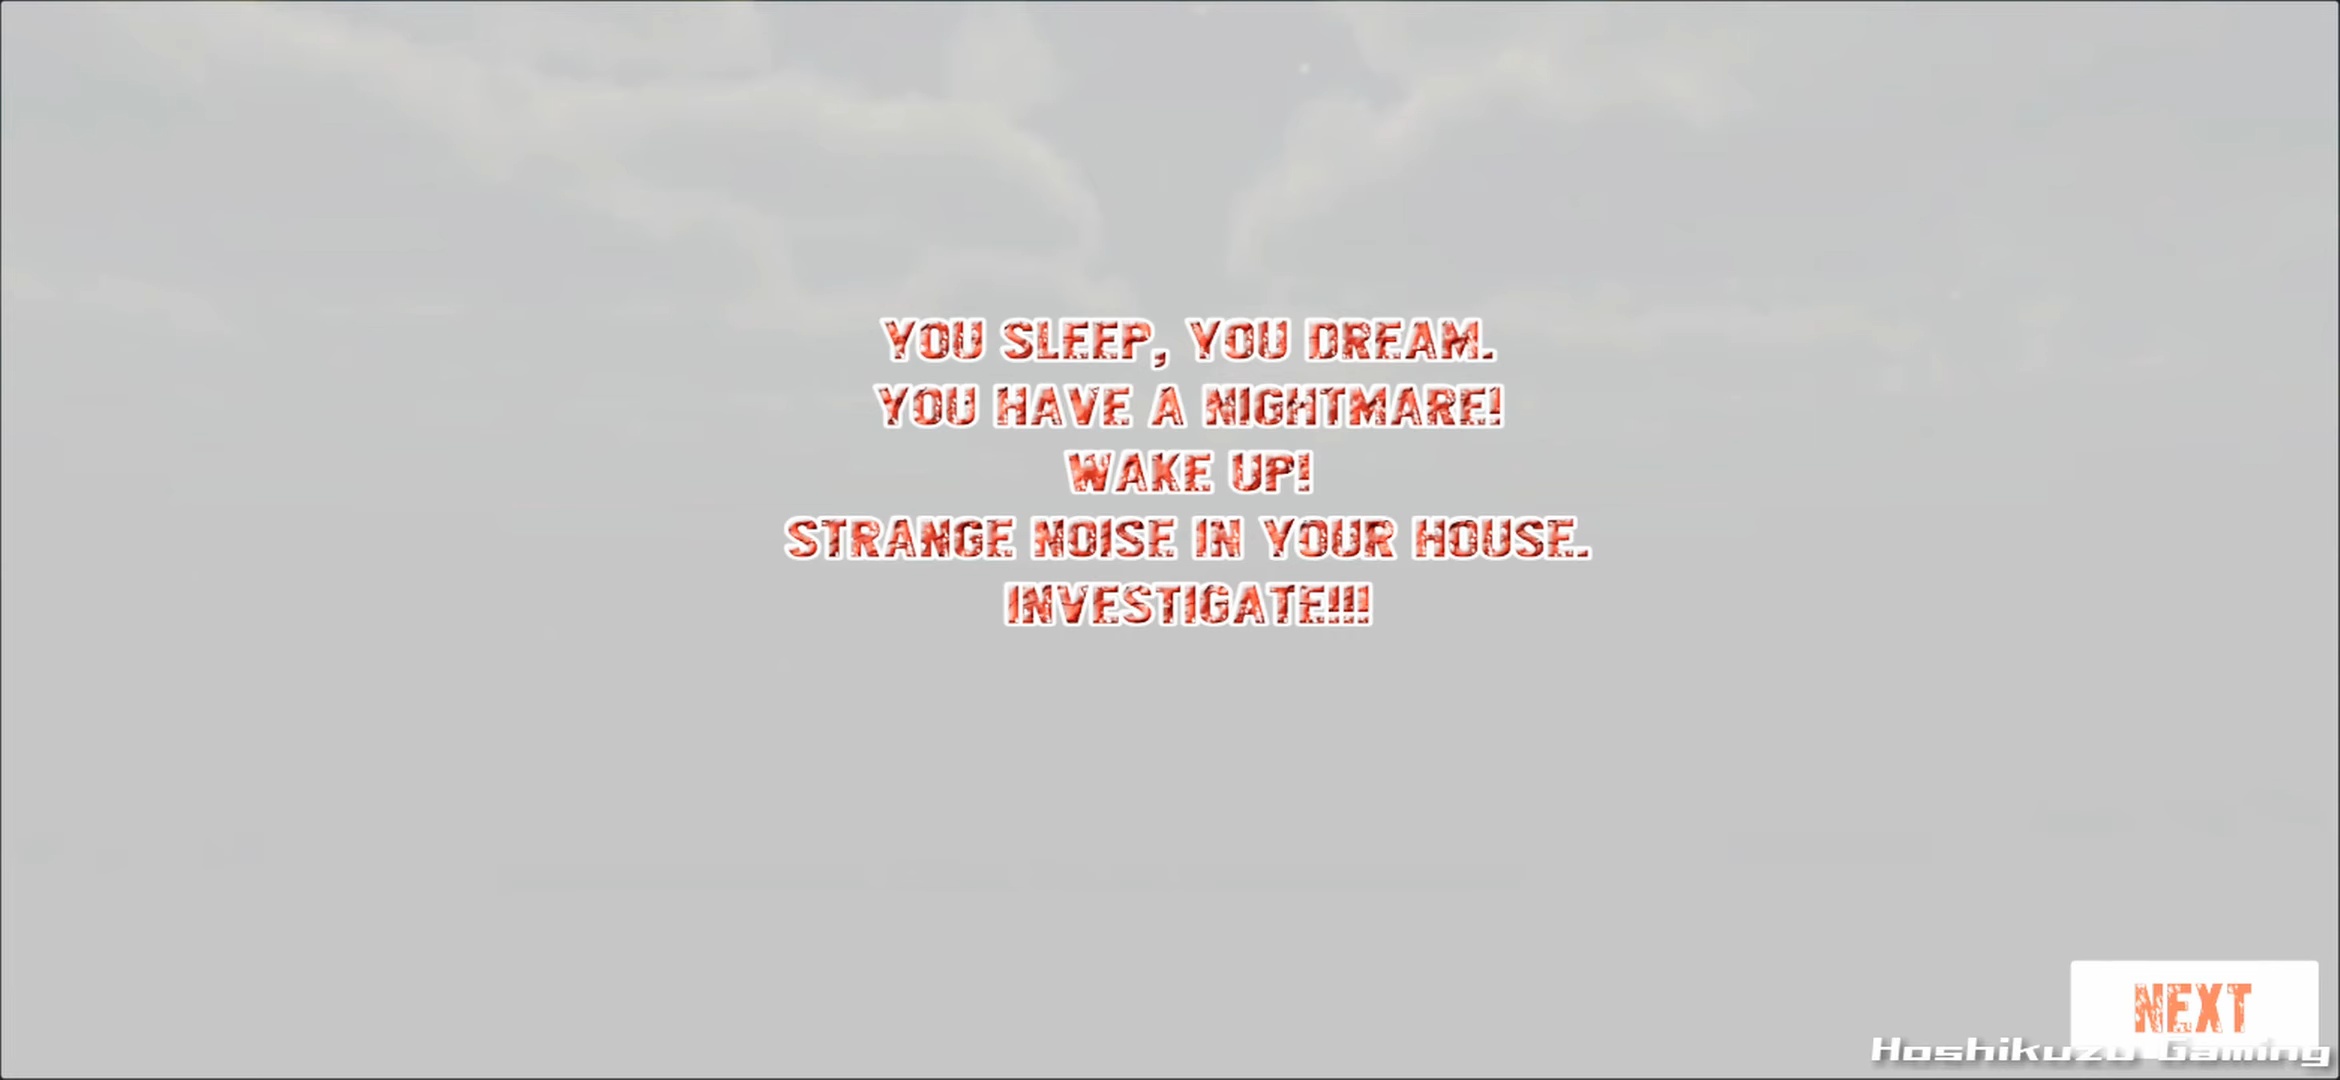 YOU SLEEP, YOU DREAM.
YOU HAVE A NIGHTMARE!
WAKE UP!
STRANGE NOISE IN YOUR HOUSE.
INVESTIGATE!!!
NEXT
Hoshikuzu Gaming